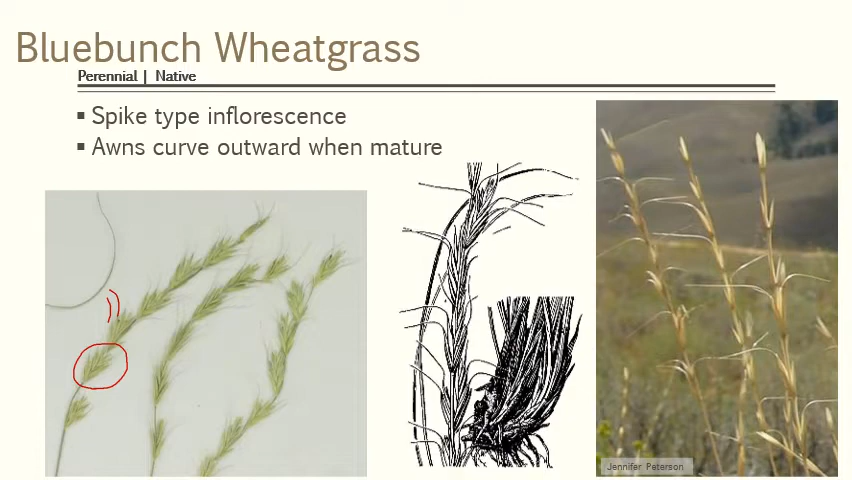 Bluebunch Wheatgrass
Perennial | Native
▪ Spike type inflorescence
▪ Awns curve outward when mature
Jennifer Peterson